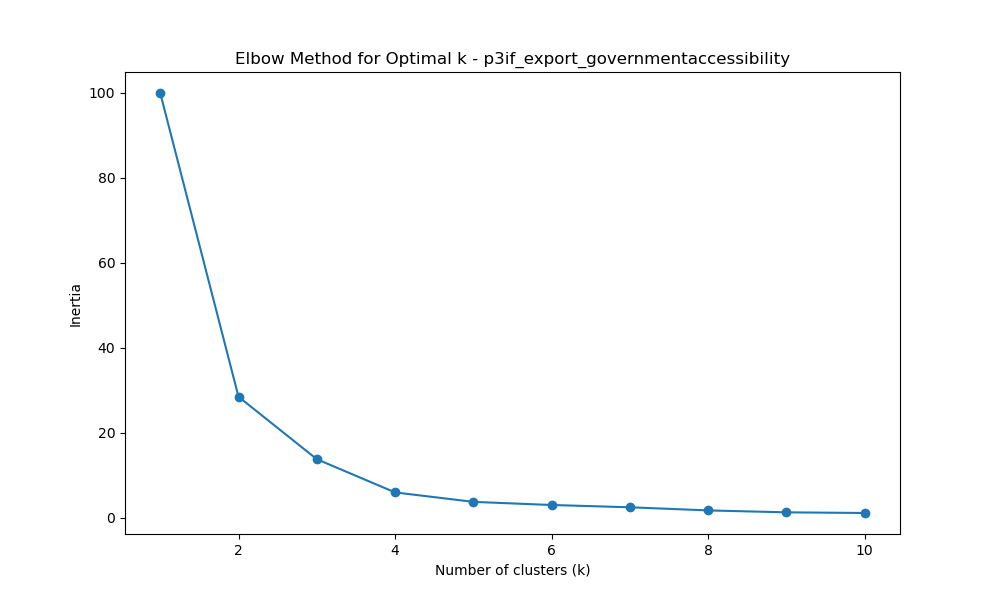 Elbow Method for Optimal k - p3if_export_governmentaccessibility
100
80
60
40
20
0
Inertia
2 4 6 8 10
Number of clusters (k)